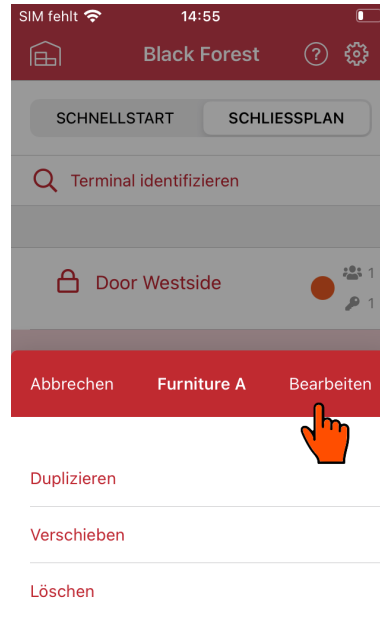 SIM fehlt 14:55
Black Forest
SCHNELLSTART SCHLIESSPLAN
Terminal identifizieren
Door Westside 1
1
Abbrechen Furniture A Bearbeiten
Duplizieren
Verschieben
Löschen